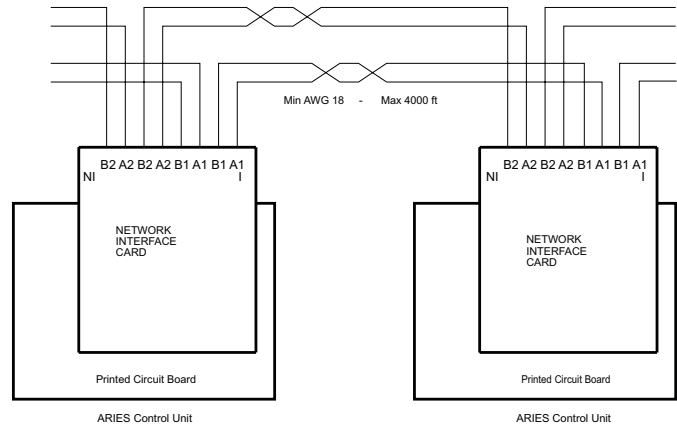 Min AWG 18 - Max 4000 ft
B2 A2 B2 A2 B1 A1 B1 A1
NI I
NETWORK
INTERFACE
CARD
Printed Circuit Board
ARIES Control Unit
B2 A2 B2 A2 B1 A1 B1 A1
NI I
NETWORK
INTERFACE
CARD
Printed Circuit Board
ARIES Control Unit